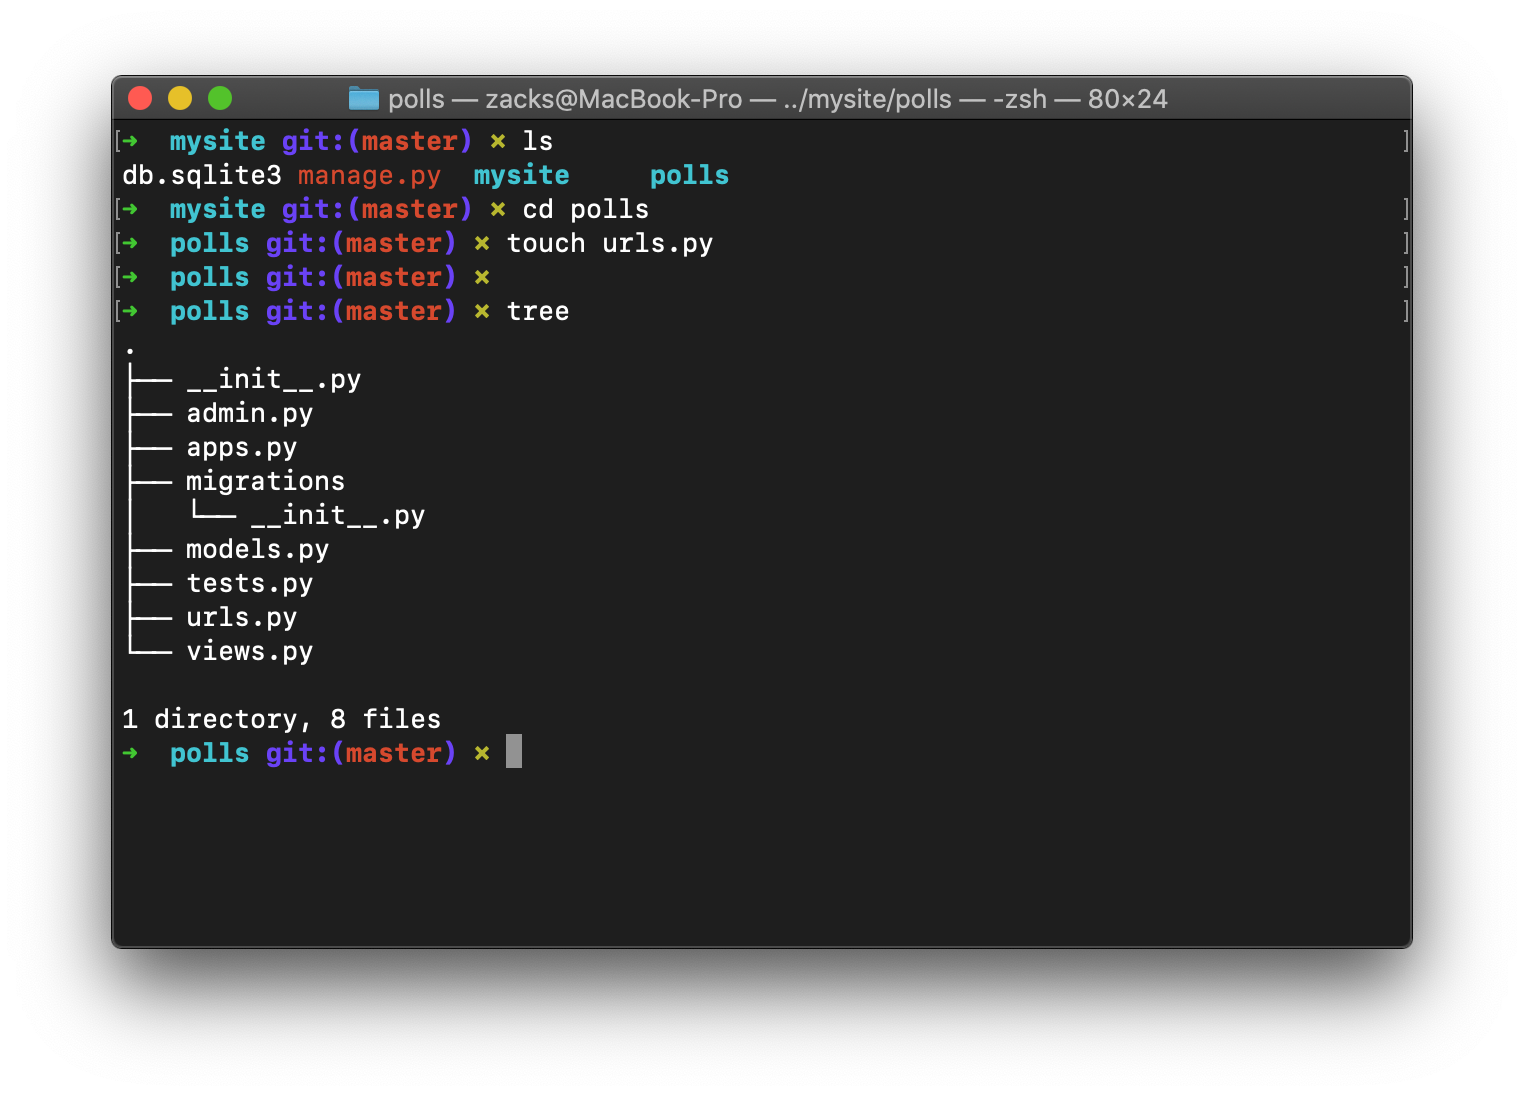 polls — zacks@MacBook-Pro — ../mysite/polls — -zsh — 80×24
[➜  mysite git:(master) ✗ ls ]
db.sqlite3 manage.py  mysite     polls
[➜  mysite git:(master) ✗ cd polls ]
[➜  polls git:(master) ✗ touch urls.py ]
[➜  polls git:(master) ✗ ]
[➜  polls git:(master) ✗ tree ]
.
├── __init__.py
├── admin.py
├── apps.py
├── migrations
│   └── __init__.py
├── models.py
├── tests.py
├── urls.py
└── views.py
1 directory, 8 files
➜  polls git:(master) ✗